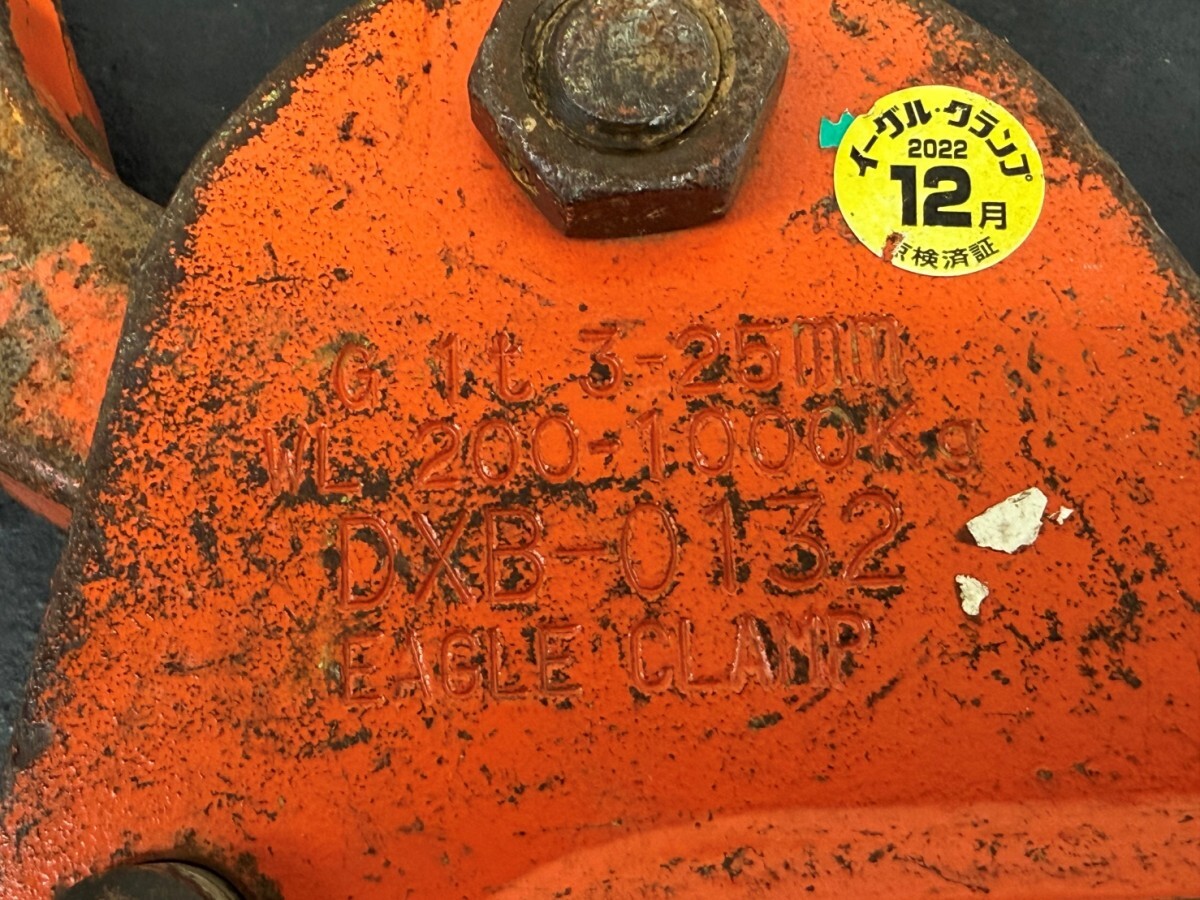 イーグル・クランプ
2022
12月
点検済証
G 1t 3-25mm
WL 200-1000Kg
DXB-0132
EAGLE CLAMP